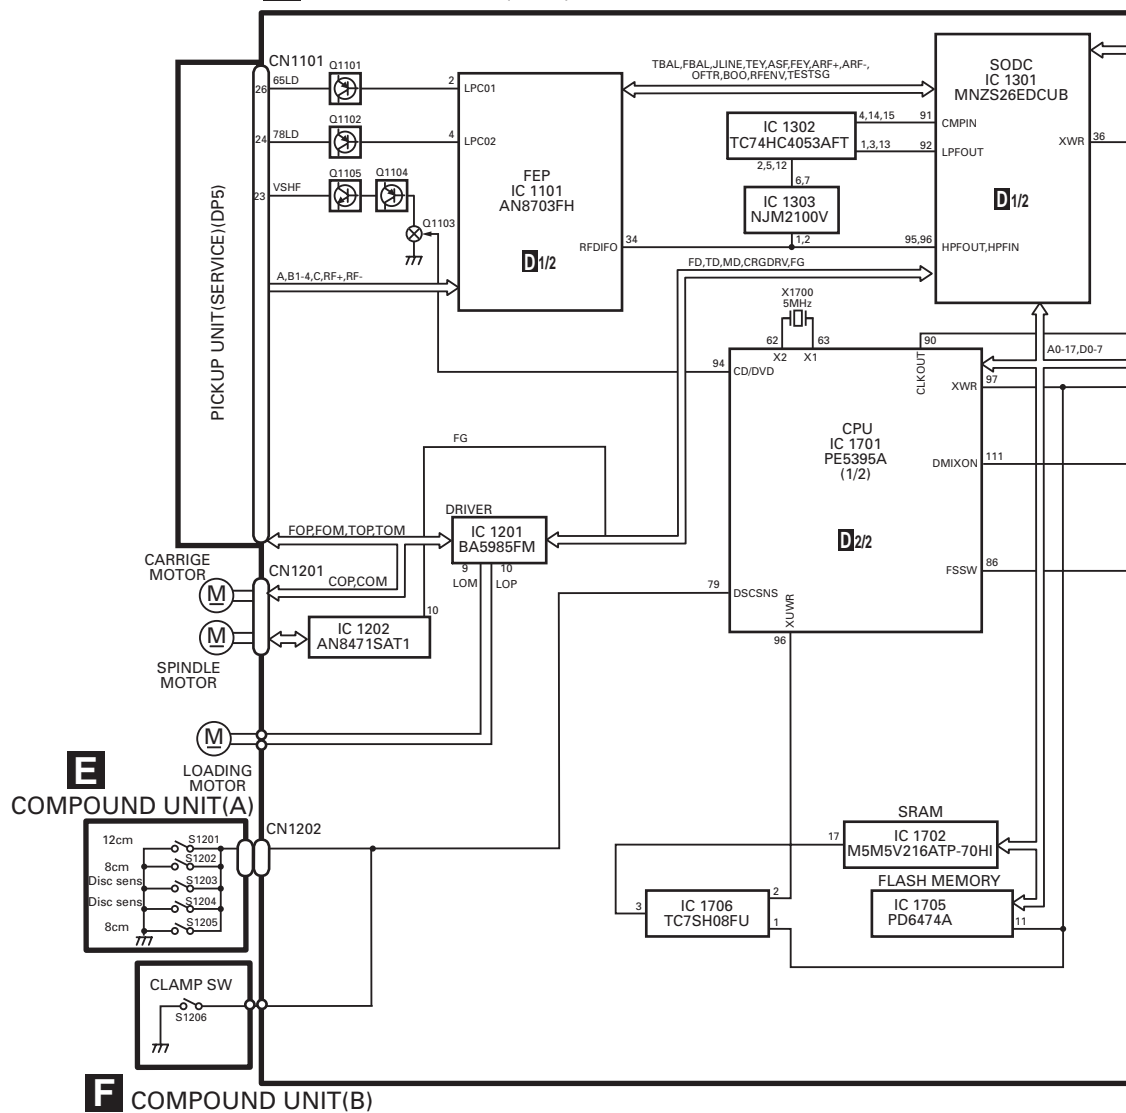 CN1101
26
65LD
Q1101
2
LPC01
24
78LD
Q1102
4
LPC02
23
VSHF
Q1105
Q1104
Q1103
A,B1-4,C,RF+,RF-
PICKUP UNIT(SERVICE)(DP5)
FEP
IC 1101
AN8703FH
D 1/2
RFDIFO
34
TBAL,FBAL,JLINE,TEY,ASF,FEY,ARF+,ARF-,
OFTR,BOO,RFENV,TESTSG
IC 1302
TC74HC4053AFT
4,14,15
1,3,13
2,5,12
6,7
IC 1303
NJM2100V
1,2
SODC
IC 1301
MNZS26EDCUB
91
CMPIN
92
LPFOUT
XWR
36
D 1/2
95,96
HPFOUT,HPFIN
FD,TD,MD,CRGDRV,FG
X1700
5MHz
62
63
X2
X1
90
CLKOUT
A0-17,D0-7
94
CD/DVD
XWR
97
CPU
IC 1701
PE5395A
(1/2)
DMIXON
111
D 2/2
FSSW
86
79
DSCSNS
XUWR
96
FG
DRIVER
IC 1201
BA5985FM
9
10
LOM
LOP
FOP,FOM,TOP,TOM
CARRIGE
MOTOR
M
CN1201
COP,COM
IC 1202
AN8471SAT1
10
M
SPINDLE
MOTOR
M
LOADING
MOTOR
E
COMPOUND UNIT(A)
CN1202
12cm
S1201
8cm
S1202
Disc sens
S1203
Disc sens
S1204
8cm
S1205
CLAMP SW
S1206
F COMPOUND UNIT(B)
SRAM
17
IC 1702
M5M5V216ATP-70HI
FLASH MEMORY
IC 1705
PD6474A
11
3
IC 1706
TC7SH08FU
2
1